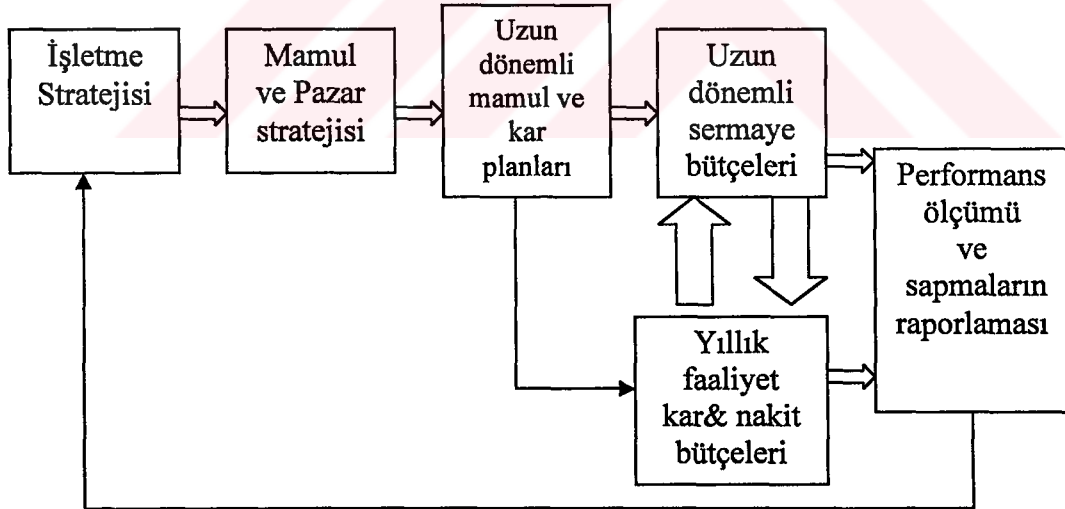 İşletme
Stratejisi
Mamul
ve Pazar
stratejisi
Uzun
dönemli
mamul ve
kar
planları
Uzun
dönemli
sermaye
bütçeleri
Performans
ölçümü
ve
sapmaların
raporlaması
Yıllık
faaliyet
kar& nakit
bütçeleri